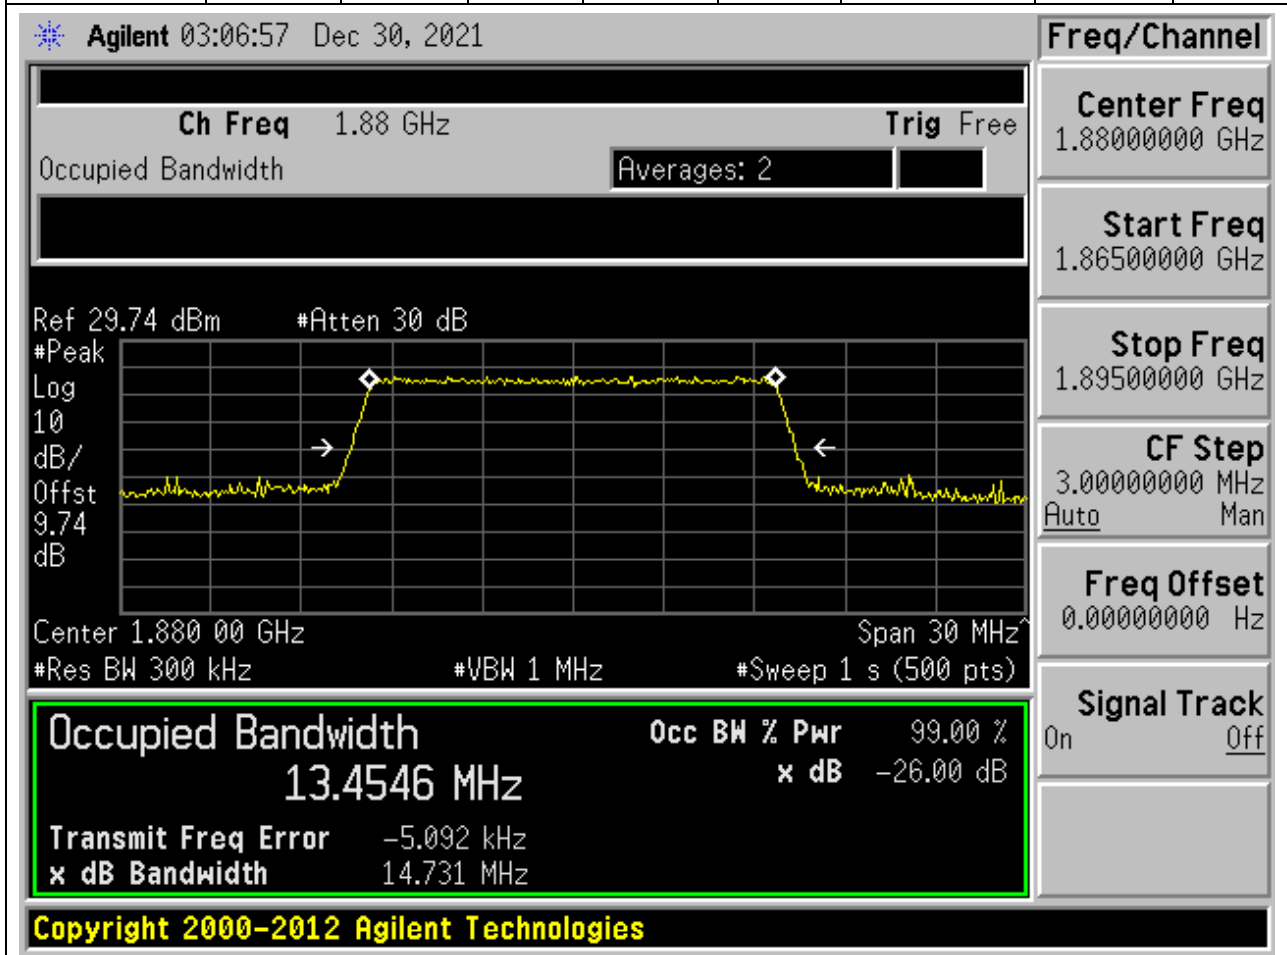 Agilent 03:06:57 Dec 30, 2021
Freq/Channel
Ch Freq 1.88 GHz Trig Free
Occupied Bandwidth Averages: 2
Center Freq
1.88000000 GHz
Start Freq
1.86500000 GHz
Stop Freq
1.89500000 GHz
CF Step
3.00000000 MHz
Auto Man
Freq Offset
0.00000000 Hz
Signal Track
On Off
Ref 29.74 dBm #Atten 30 dB
#Peak
Log
10
dB/
Offst
9.74
dB
Center 1.880 00 GHz Span 30 MHz^
#Res BW 300 kHz #VBW 1 MHz #Sweep 1 s (500 pts)
Occupied Bandwidth Occ BW % Pwr 99.00 %
13.4546 MHz x dB -26.00 dB
Transmit Freq Error -5.092 kHz
x dB Bandwidth 14.731 MHz
Copyright 2000-2012 Agilent Technologies